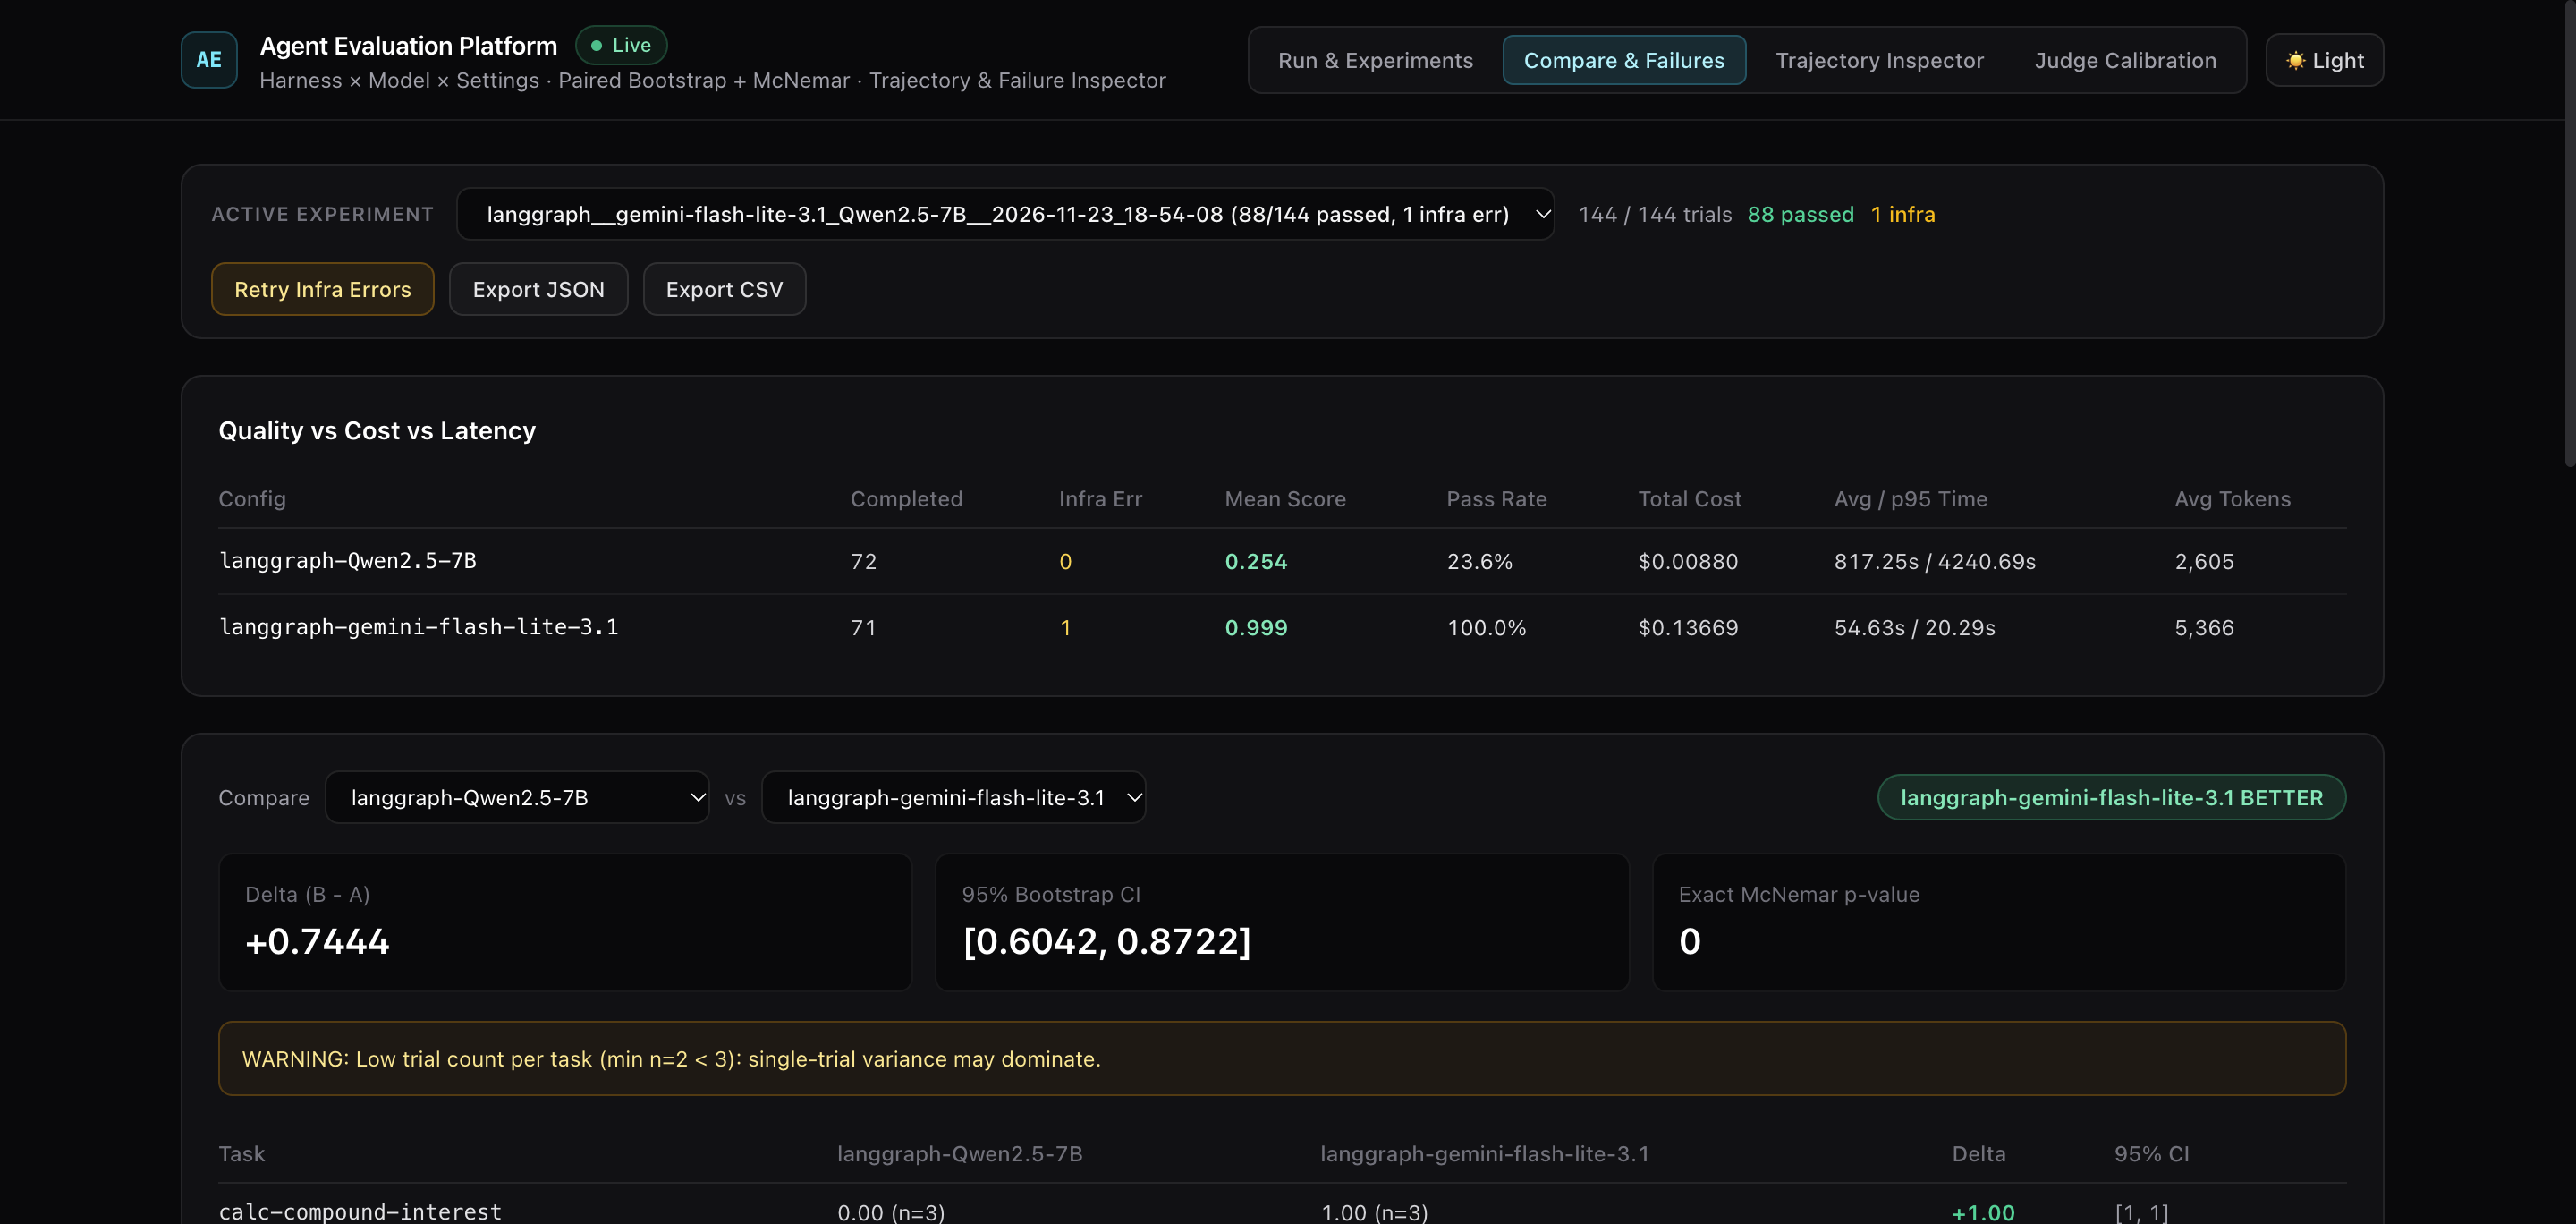 AE
Agent Evaluation Platform
Live
Harness × Model × Settings · Paired Bootstrap + McNemar · Trajectory & Failure Inspector
Run & Experiments
Compare & Failures
Trajectory Inspector
Judge Calibration
☀️ Light
ACTIVE EXPERIMENT
langgraph__gemini-flash-lite-3.1_Qwen2.5-7B__2026-11-23_18-54-08 (88/144 passed, 1 infra err)
144 / 144 trials 88 passed 1 infra
Retry Infra Errors
Export JSON
Export CSV
Quality vs Cost vs Latency
Config Completed Infra Err Mean Score Pass Rate Total Cost Avg / p95 Time Avg Tokens
langgraph-Qwen2.5-7B 72 0 0.254 23.6% $0.00880 817.25s / 4240.69s 2,605
langgraph-gemini-flash-lite-3.1 71 1 0.999 100.0% $0.13669 54.63s / 20.29s 5,366
Compare langgraph-Qwen2.5-7B vs langgraph-gemini-flash-lite-3.1
langgraph-gemini-flash-lite-3.1 BETTER
Delta (B - A)
+0.7444
95% Bootstrap CI
[0.6042, 0.8722]
Exact McNemar p-value
0
WARNING: Low trial count per task (min n=2 < 3): single-trial variance may dominate.
Task langgraph-Qwen2.5-7B langgraph-gemini-flash-lite-3.1 Delta 95% CI
calc-compound-interest 0.00 (n=3) 1.00 (n=3) +1.00 [1, 1]